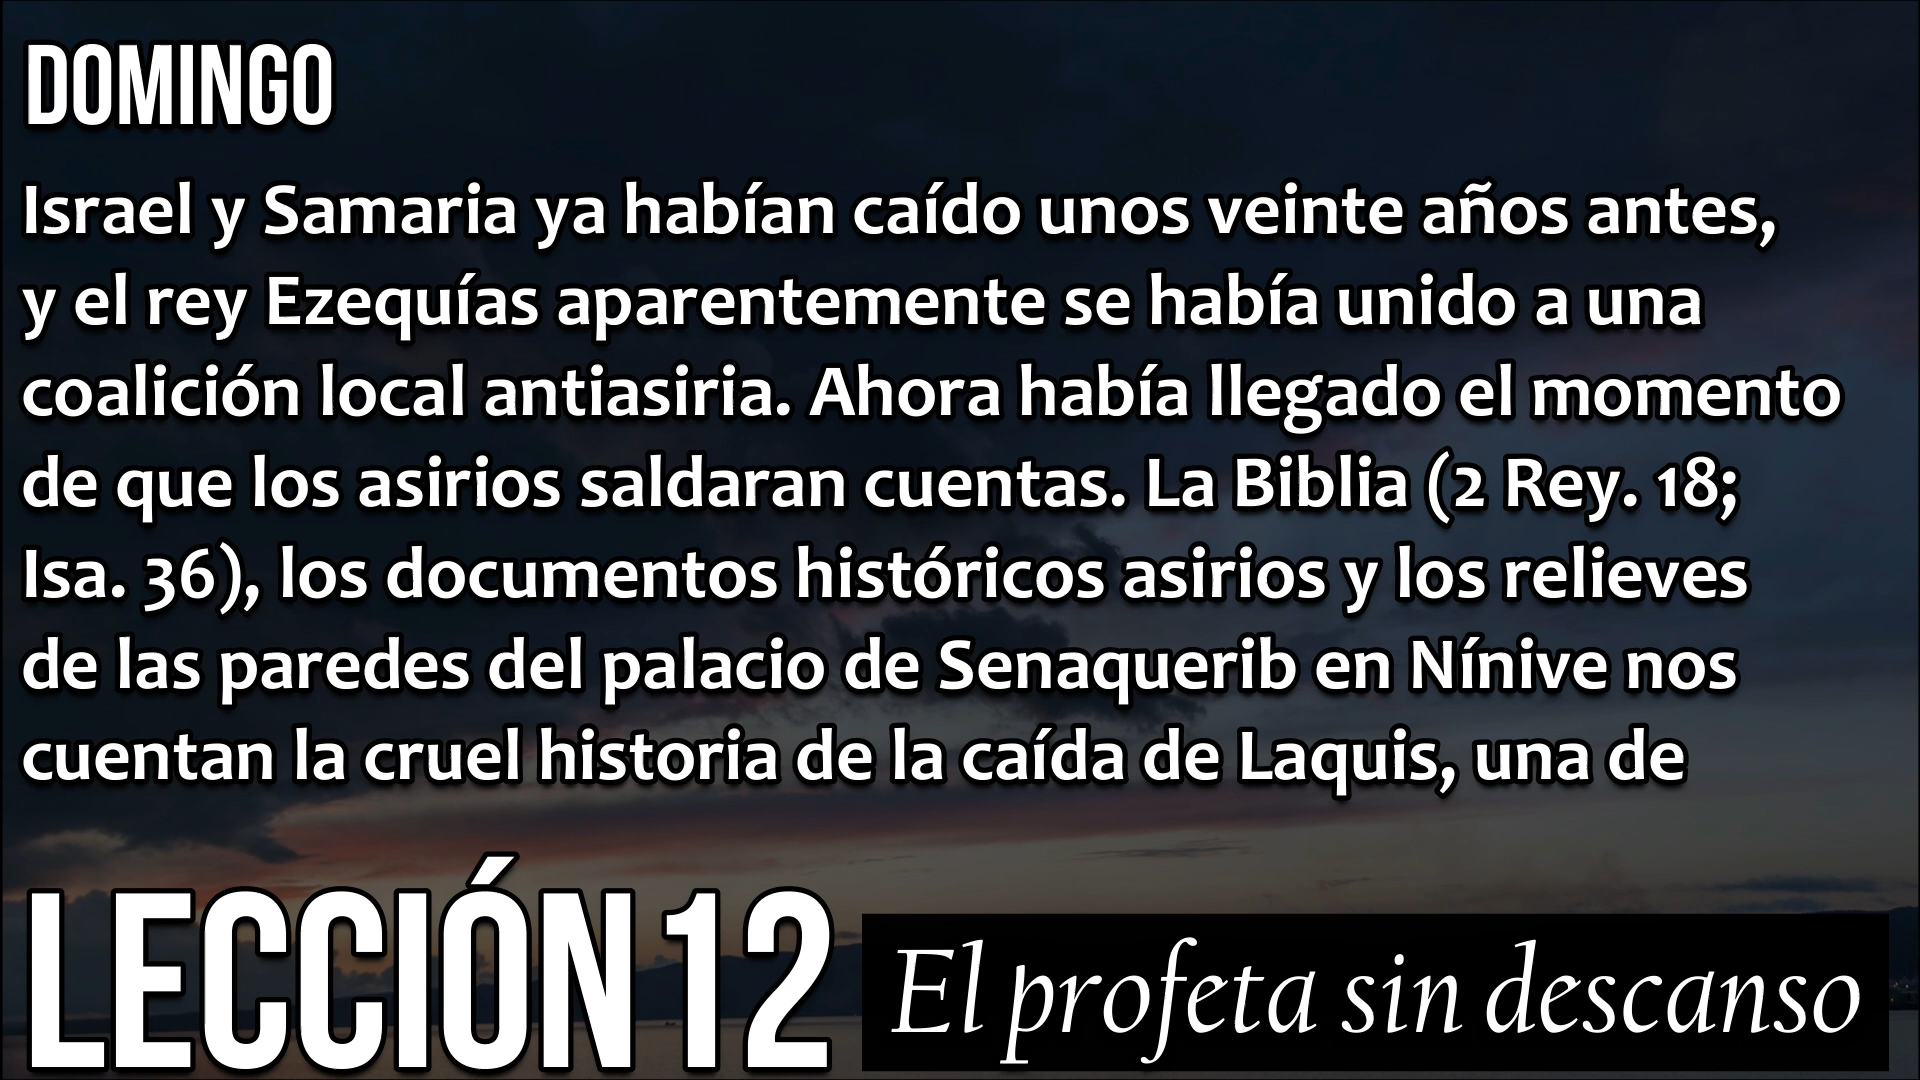 DOMINGO
Israel y Samaria ya habían caído unos veinte años antes,
y el rey Ezequías aparentemente se había unido a una
coalición local antiasiria. Ahora había llegado el momento
de que los asirios saldaran cuentas. La Biblia (2 Rey. 18;
Isa. 36), los documentos históricos asirios y los relieves
de las paredes del palacio de Senaquerib en Nínive nos
cuentan la cruel historia de la caída de Laquis, una de
LECCIÓN 12
El profeta sin descanso